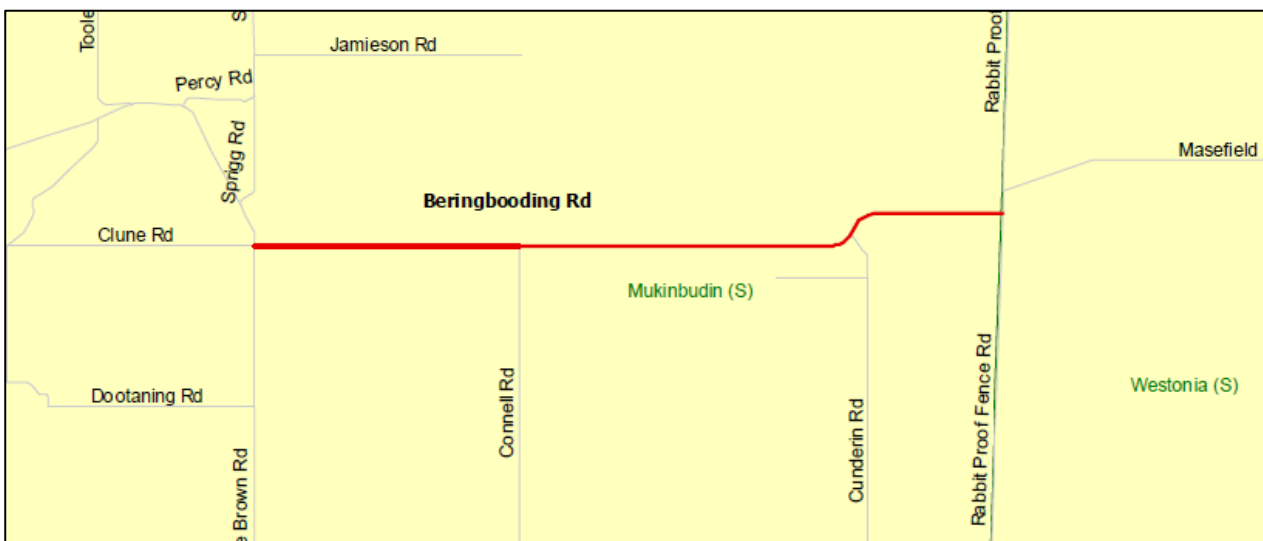 Toole
S
Jamieson Rd
Rabbit Proof
Percy Rd
Sprigg Rd
Masefield
Beringbooding Rd
Clune Rd
Mukinbudin (S)
Dootaning Rd
Connell Rd
Cunderin Rd
Rabbit Proof Fence Rd
Westonia (S)
e Brown Rd